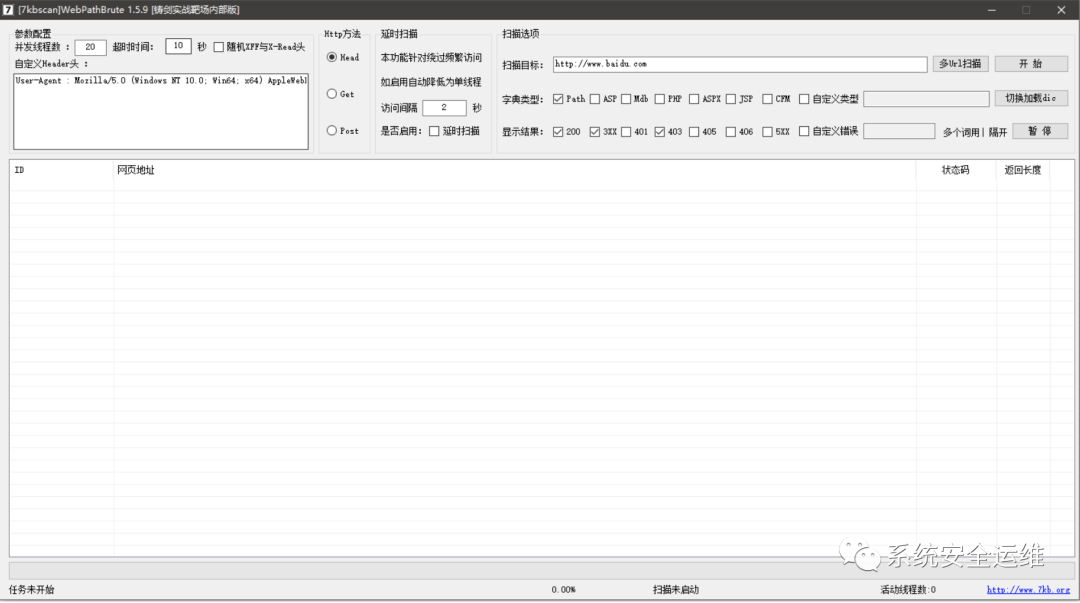 [7kbscan]WebPathBrute 1.5.9 [铸剑实战靶场内部版]
参数配置
并发线程数 : 20 超时时间: 10 秒 随机XFF与X-Read头
自定义Header头 :
User-Agent : Mozilla/5.0 (Windows NT 10.0; Win64; x64) AppleWebl
Http方法
Head
Get
Post
延时扫描
本功能针对绕过频繁访问
如启用自动降低为单线程
访问间隔 2 秒
是否启用: 延时扫描
扫描选项
扫描目标: http://www.baidu.com 多Url扫描 开 始
字典类型: Path ASP Mdb PHP ASPX JSP CFM 自定义类型 切换加载dic
显示结果: 200 3XX 401 403 405 406 5XX 自定义错误 多个词用| 隔开 暂 停
ID 网页地址 状态码 返回长度
系统安全运维
任务未开始 0.00% 扫描未启动 活动线程数:0 http://www.7kb.org